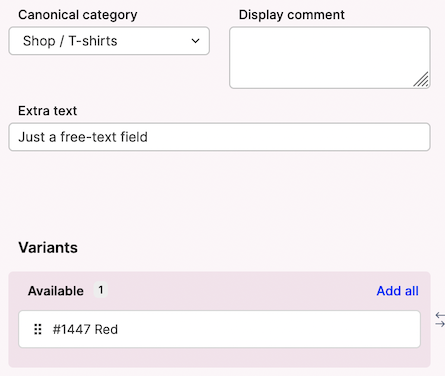 Canonical category
Display comment
Shop / T-shirts
Extra text
Just a free-text field
Variants
Available 1 Add all
#1447 Red